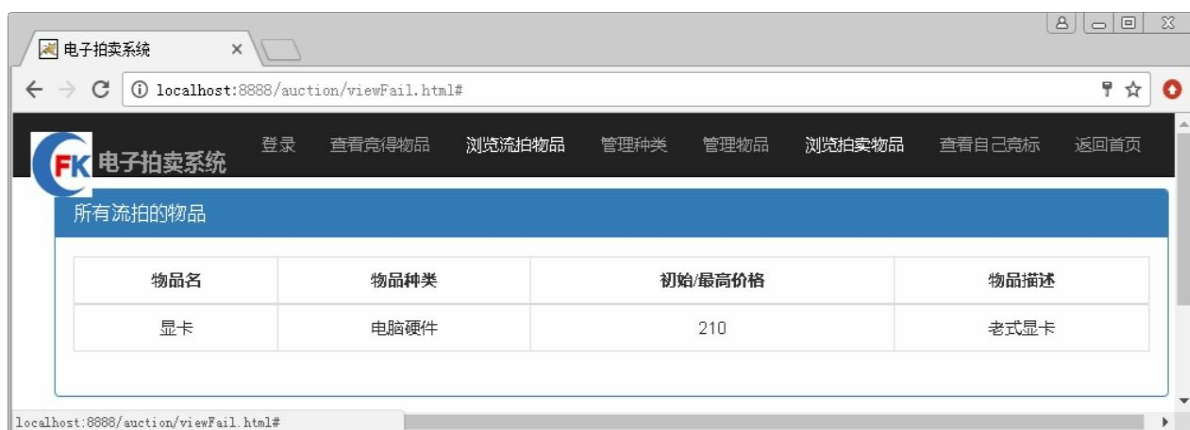 电子拍卖系统
localhost:8888/auction/viewFail.html#
FK 电子拍卖系统 登录 查看竞得物品 浏览流拍物品 管理种类 管理物品 浏览拍卖物品 查看自己竞标 返回首页
所有流拍的物品
物品名 物品种类 初始/最高价格 物品描述
显卡 电脑硬件 210 老式显卡
localhost:8888/auction/viewFail.html#